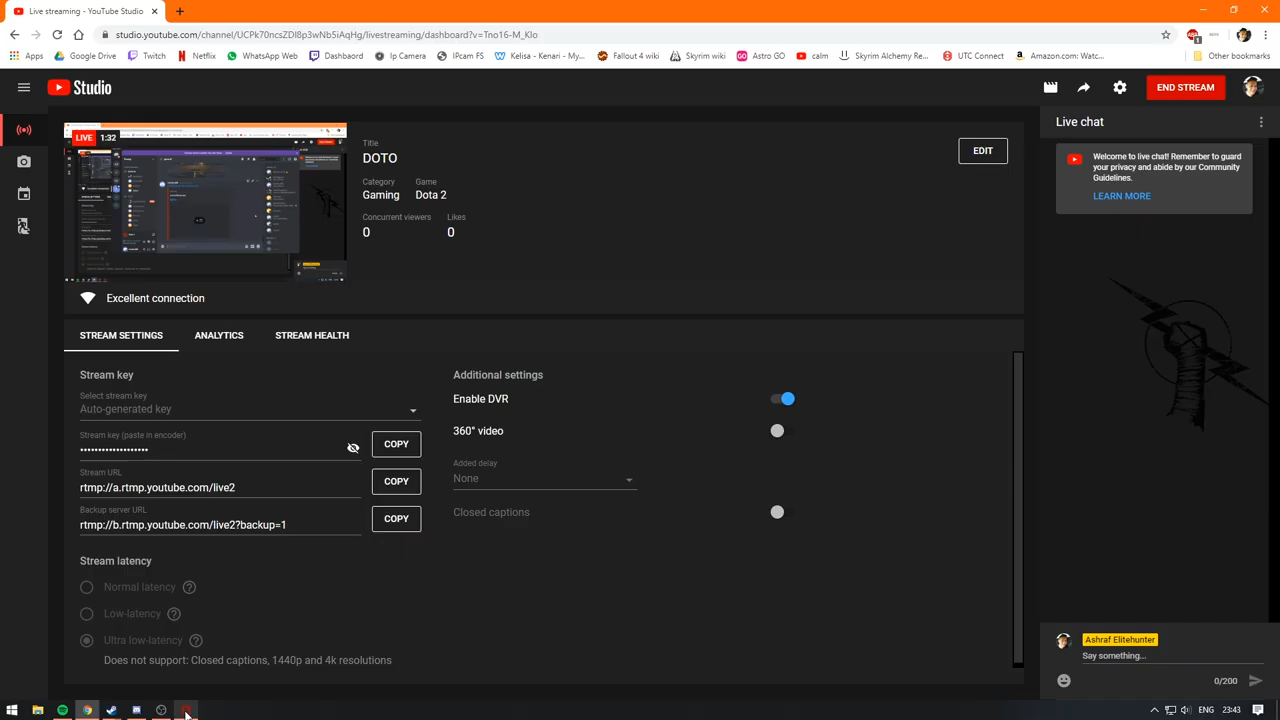 Live streaming - YouTube Studio
studio.youtube.com/channel/UCPk70ncsZDl8p3wNb5iAqHg/livestreaming/dashboard?v=Tno16-M_Klo
Apps Google Drive Twitch Netflix WhatsApp Web Dashboard Ip Camera IPcam FS Kelisa - Kenari - My... Fallout 4 wiki Skyrim wiki Astro GO calm Skyrim Alchemy Re... UTC Connect Amazon.com: Watc... Other bookmarks
Studio
END STREAM
LIVE 1:32
Title
DOTO
EDIT
Category Game
Gaming Dota 2
Concurrent viewers Likes
0 0
Excellent connection
STREAM SETTINGS ANALYTICS STREAM HEALTH
Stream key
Select stream key
Auto-generated key
Stream key (paste in encoder)
••••••••••••••••••• COPY
Stream URL
rtmp://a.rtmp.youtube.com/live2 COPY
Backup server URL
rtmp://b.rtmp.youtube.com/live2?backup=1 COPY
Stream latency
Normal latency
Low-latency
Ultra low-latency
Does not support: Closed captions, 1440p and 4k resolutions
Additional settings
Enable DVR
360° video
Added delay
None
Closed captions
Live chat
Welcome to live chat! Remember to guard
your privacy and abide by our Community
Guidelines.
LEARN MORE
Ashraf Elitehunter
Say something...
0/200
ENG 23:43